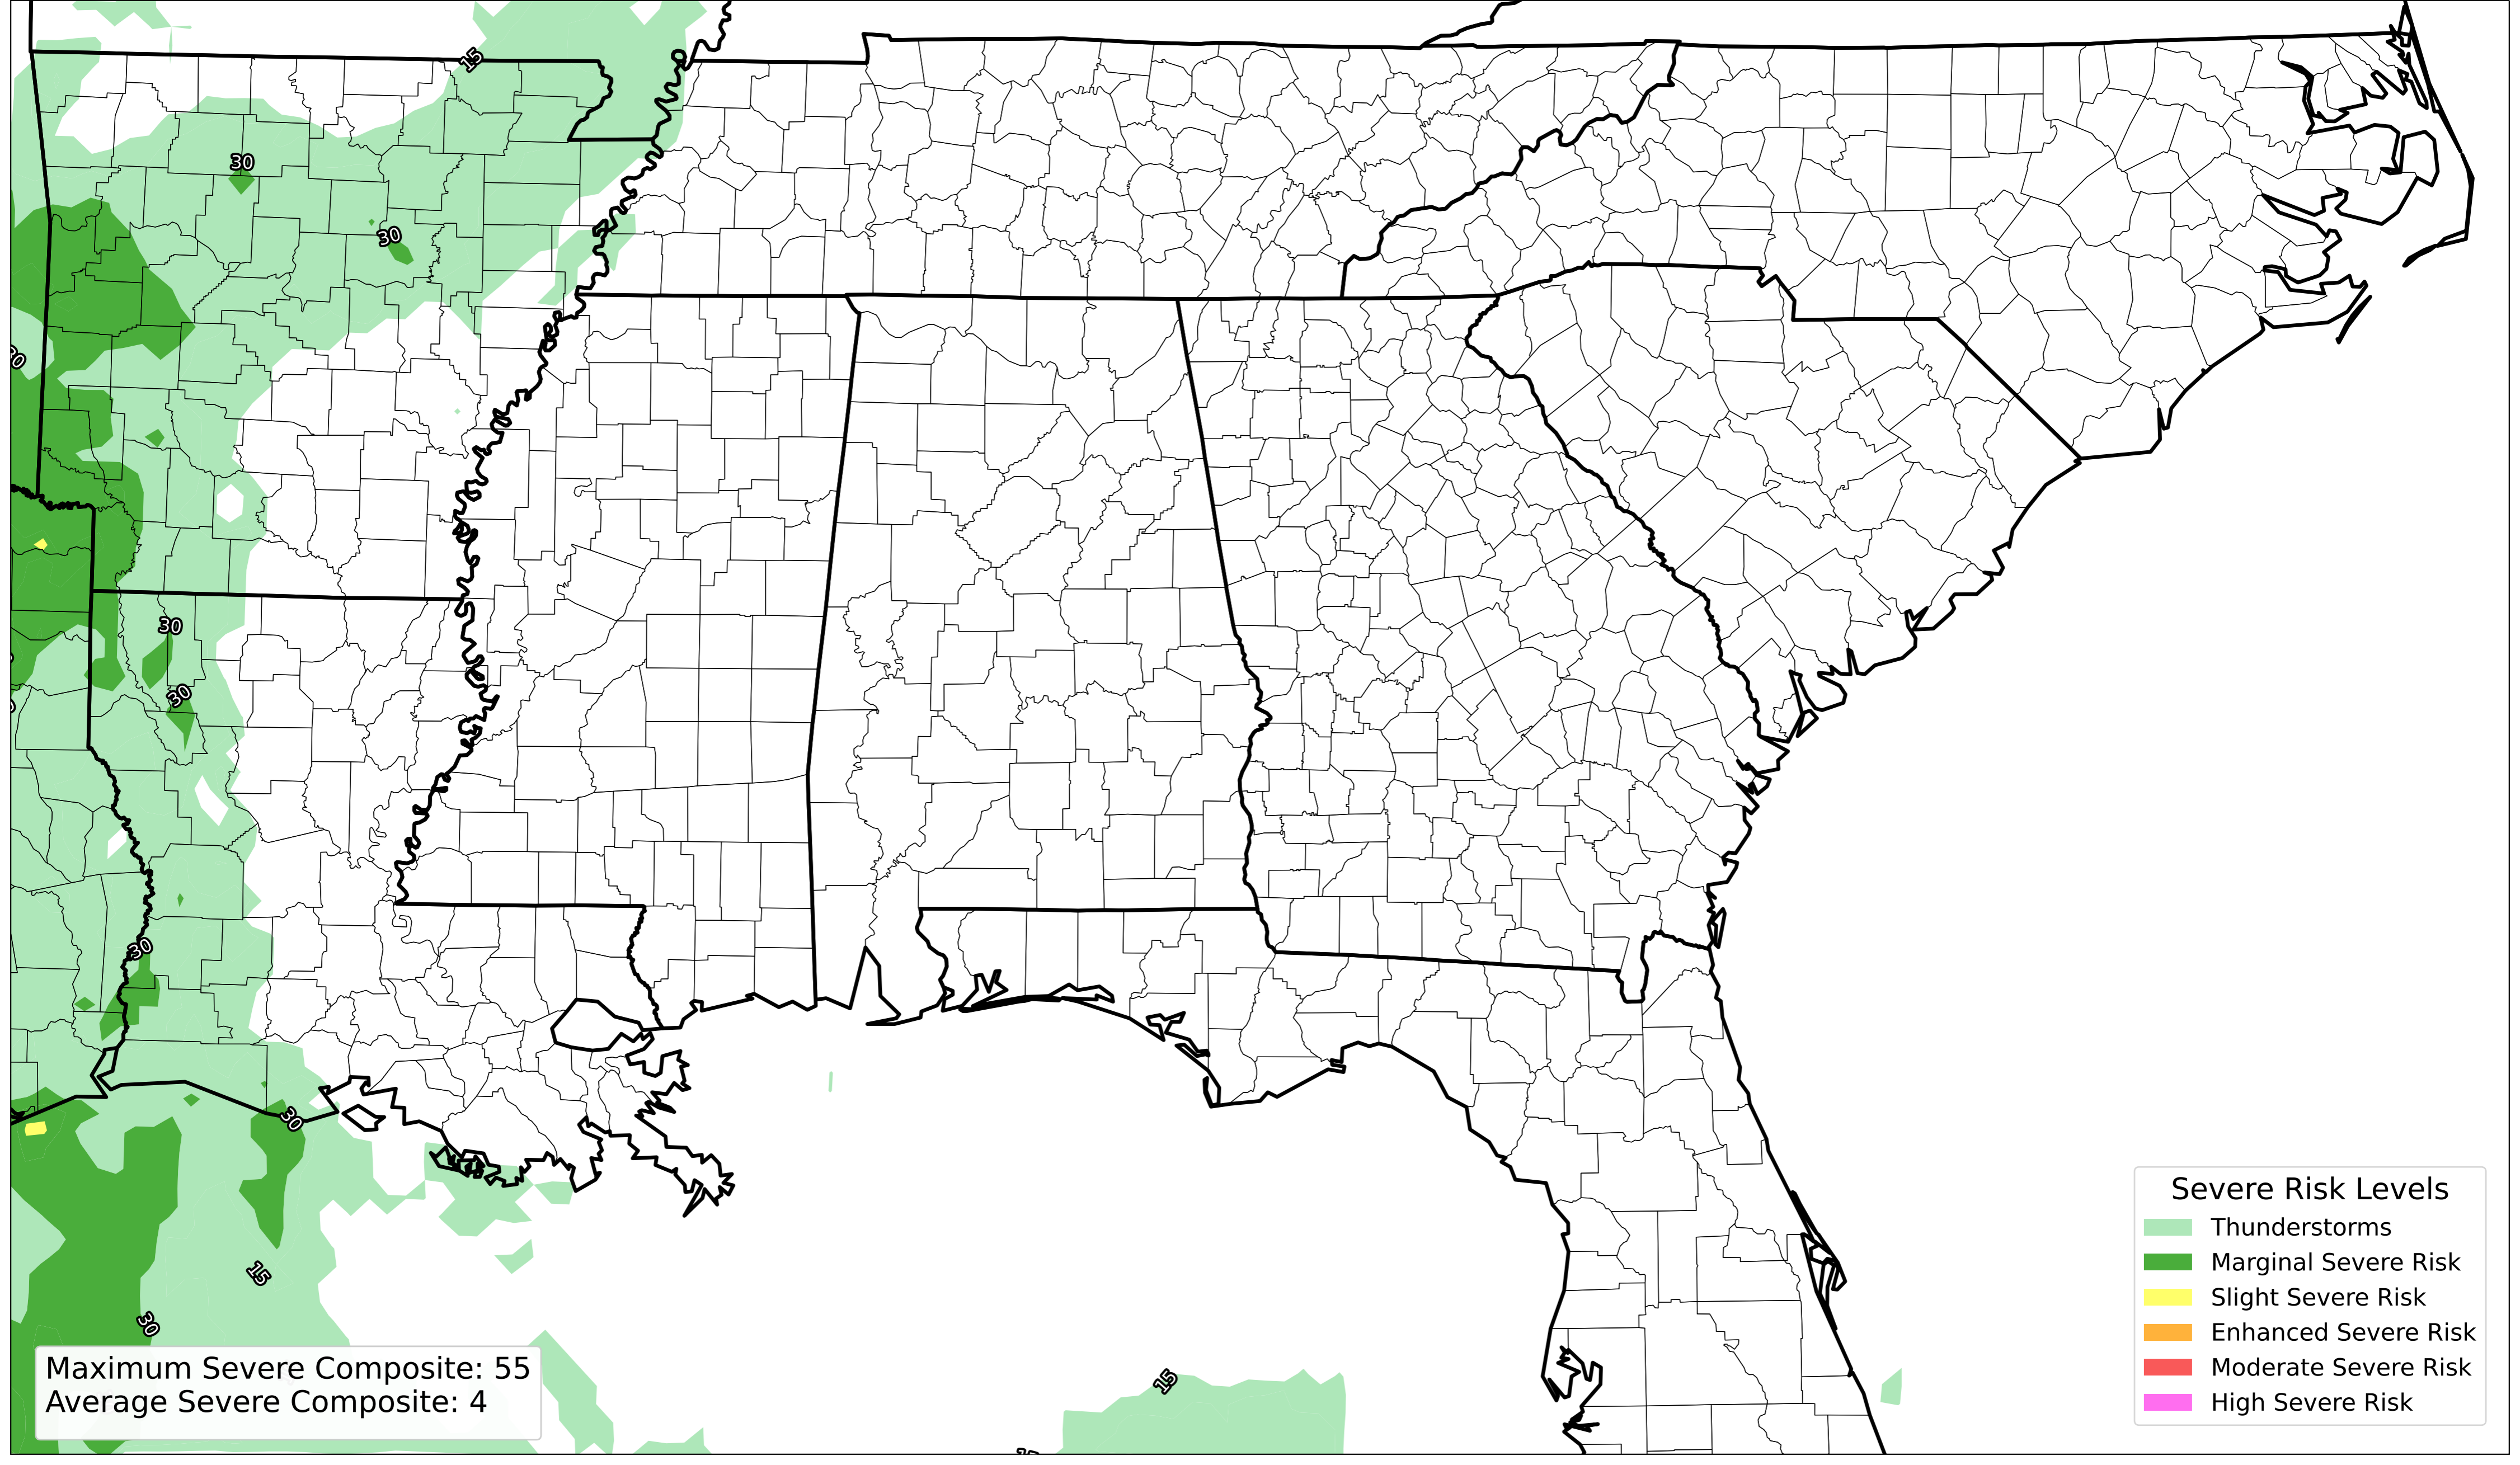 15
30
30
30
30
30
30
15
30
15
Severe Risk Levels
Thunderstorms
Marginal Severe Risk
Slight Severe Risk
Enhanced Severe Risk
Moderate Severe Risk
High Severe Risk
Maximum Severe Composite: 55
Average Severe Composite: 4